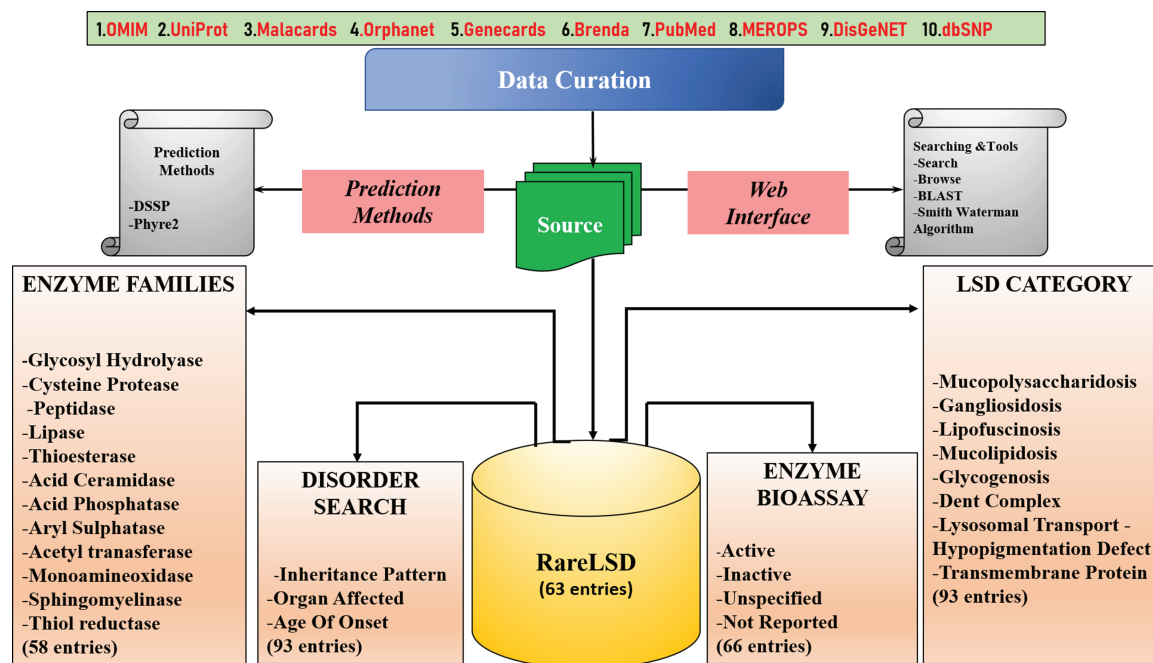 1.OMIM 2.UniProt 3.Malacards 4.Orphanet 5.Genecards 6.Brenda 7.PubMed 8.MEROPS 9.DisGeNET 10.dbSNP
Data Curation
Prediction
Methods
-DSSP
-Phyre2
Prediction
Methods
Source
Web
Interface
Searching &Tools
-Search
-Browse
-BLAST
-Smith Waterman
Algorithm
ENZYME FAMILIES
-Glycosyl Hydrolyase
-Cysteine Protease
-Peptidase
-Lipase
-Thioesterase
-Acid Ceramidase
-Acid Phosphatase
-Aryl Sulphatase
-Acetyl tranasferase
-Monoamineoxidase
-Sphingomyelinase
-Thiol reductase
(58 entries)
DISORDER
SEARCH
-Inheritance Pattern
-Organ Affected
-Age Of Onset
(93 entries)
RareLSD
(63 entries)
ENZYME
BIOASSAY
-Active
-Inactive
-Unspecified
-Not Reported
(66 entries)
LSD CATEGORY
-Mucopolysaccharidosis
-Gangliosidosis
-Lipofuscinosis
-Mucolipidosis
-Glycogenosis
-Dent Complex
-Lysosomal Transport -
Hypopigmentation Defect
-Transmembrane Protein
(93 entries)